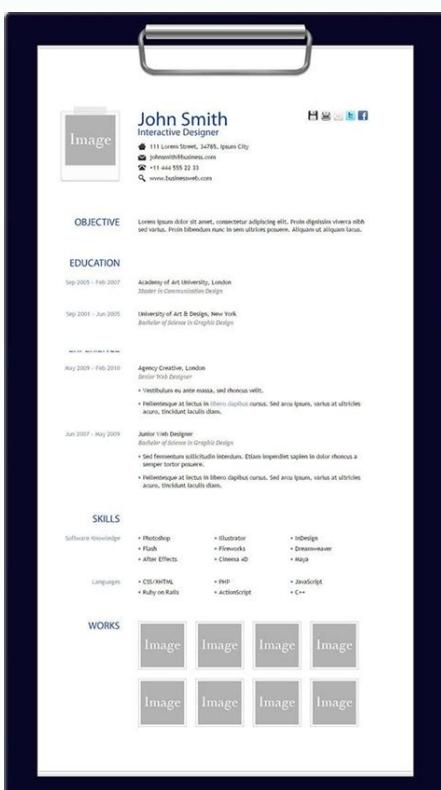 Image
John Smith
Interactive Designer
111 Lorem Street, 34785, Ipsum City
johnsmith@business.com
+11 444 555 22 33
www.businessweb.com
OBJECTIVE
Lorem ipsum dolor sit amet, consectetur adipiscing elit. Proin dignissim viverra nibh
sed varius. Proin bibendum nunc in sem ultrices posuere. Aliquam ut aliquam lacus.
EDUCATION
Sep 2005 - Feb 2007
Academy of Art University, London
Master in Communication Design
Sep 2001 - Jun 2005
University of Art & Design, New York
Bachelor of Science in Graphic Design
May 2009 - Feb 2010
Agency Creative, London
Senior Web Designer
• Vestibulum eu ante massa, sed rhoncus velit.
• Pellentesque at lectus in libero dapibus cursus. Sed arcu ipsum, varius at ultricies
acuro, tincidunt iaculis diam.
Jun 2007 - May 2009
Junior Web Designer
Bachelor of Science in Graphic Design
• Sed fermentum sollicitudin interdum. Etiam imperdiet sapien in dolor rhoncus a
semper tortor posuere.
• Pellentesque at lectus in libero dapibus cursus. Sed arcu ipsum, varius at ultricies
acuro, tincidunt iaculis diam.
SKILLS
Software Knowledge
• Photoshop • Illustrator • InDesign
• Flash • Fireworks • Dreamweaver
• After Effects • Cinema 4D • Maya
Languages
• CSS/XHTML • PHP • JavaScript
• Ruby on Rails • ActionScript • C++
WORKS
Image Image Image Image
Image Image Image Image